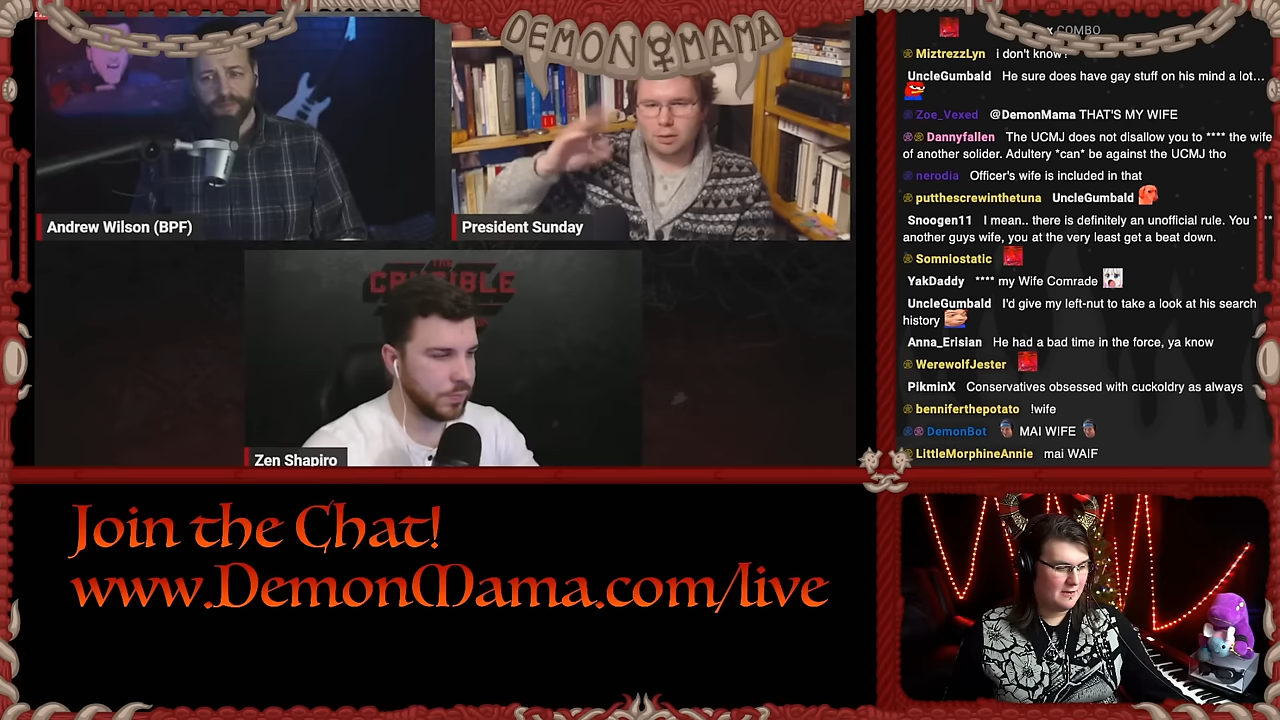 DEMON MAMA
Andrew Wilson (BPF)
President Sunday
THE
CRUCIBLE
Zen Shapiro
Join the Chat!
www.DemonMama.com/live
x COMBO
MiztrezzLyn i don't know?
UncleGumbald He sure does have gay stuff on his mind a lot...
Zoe_Vexed @DemonMama THAT'S MY WIFE
Dannyfallen The UCMJ does not disallow you to **** the wife
of another solider. Adultery *can* be against the UCMJ tho
nerodia Officer's wife is included in that
putthescrewinthetuna UncleGumbald
Snoogen11 I mean.. there is definitely an unofficial rule. You ****
another guys wife, you at the very least get a beat down.
Somniostatic
YakDaddy **** my Wife Comrade
UncleGumbald I'd give my left-nut to take a look at his search
history
Anna_Erisian He had a bad time in the force, ya know
WerewolfJester
PikminX Conservatives obsessed with cuckoldry as always
benniferthepotato !wife
DemonBot MAI WIFE
LittleMorphineAnnie mai WAIF